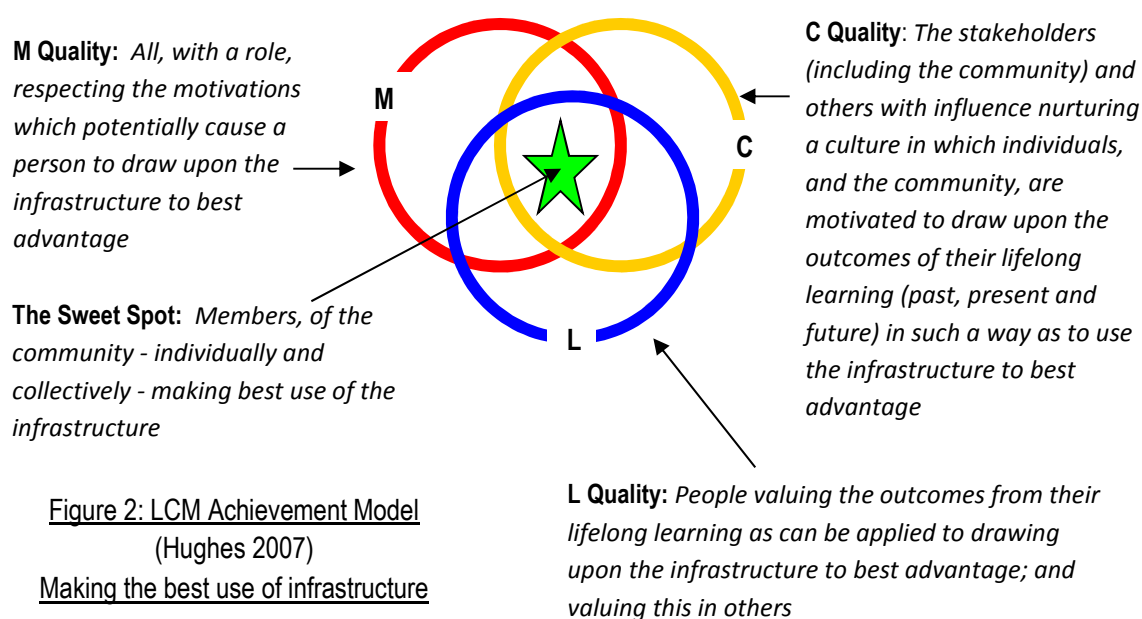 M Quality: All, with a role,
respecting the motivations
which potentially cause a
person to draw upon the
infrastructure to best
advantage
The Sweet Spot: Members, of the
community - individually and
collectively - making best use of the
infrastructure
Figure 2: LCM Achievement Model
(Hughes 2007)
Making the best use of infrastructure
M
C
L
C Quality: The stakeholders
(including the community) and
others with influence nurturing
a culture in which individuals,
and the community, are
motivated to draw upon the
outcomes of their lifelong
learning (past, present and
future) in such a way as to use
the infrastructure to best
advantage
L Quality: People valuing the outcomes from their
lifelong learning as can be applied to drawing
upon the infrastructure to best advantage; and
valuing this in others